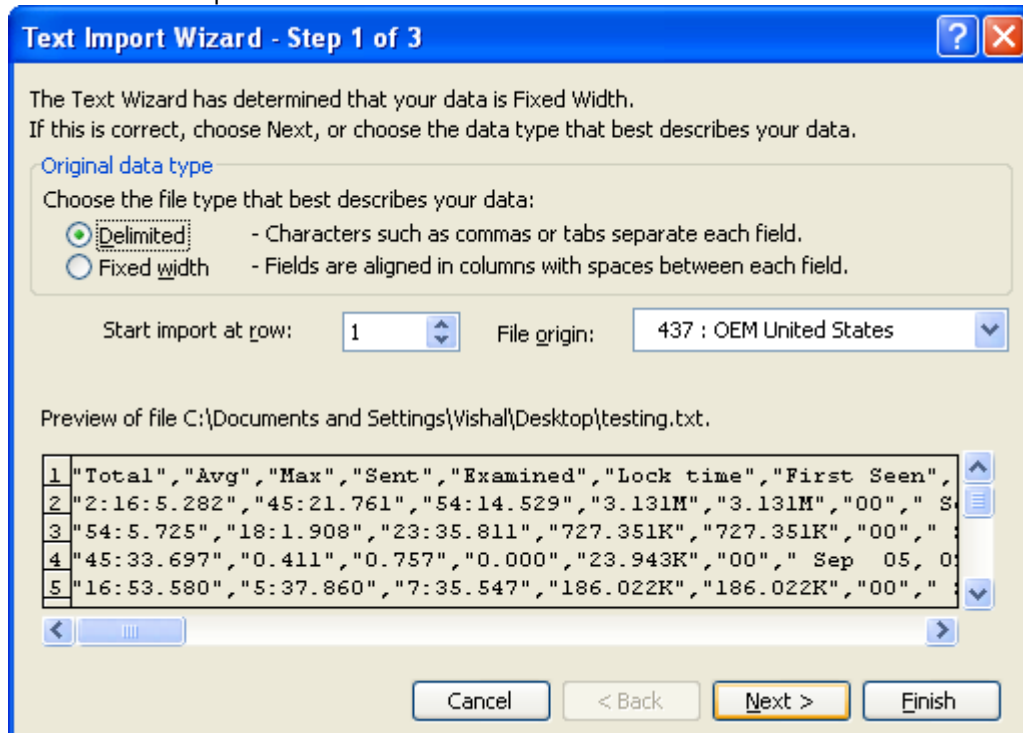 Text Import Wizard - Step 1 of 3
The Text Wizard has determined that your data is Fixed Width.
If this is correct, choose Next, or choose the data type that best describes your data.
Original data type
Choose the file type that best describes your data:
Delimited - Characters such as commas or tabs separate each field.
Fixed width - Fields are aligned in columns with spaces between each field.
Start import at row: 1 File origin: 437 : OEM United States
Preview of file C:\Documents and Settings\Vishal\Desktop\testing.txt.
1 "Total","Avg","Max","Sent","Examined","Lock time","First Seen",
2 "2:16:5.282","45:21.761","54:14.529","3.131M","3.131M","00"," S
3 "54:5.725","18:1.908","23:35.811","727.351K","727.351K","00","
4 "45:33.697","0.411","0.757","0.000","23.943K","00"," Sep 05, 0
5 "16:53.580","5:37.860","7:35.547","186.022K","186.022K","00","
Cancel < Back Next > Finish